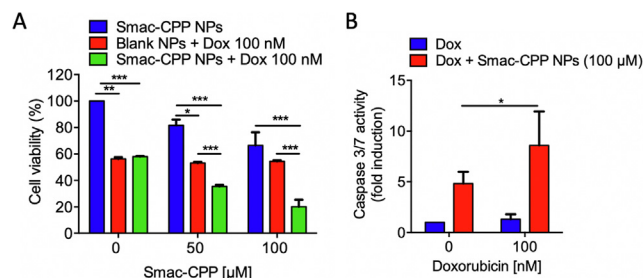 A
Smac-CPP NPs
Blank NPs + Dox 100 nM
Smac-CPP NPs + Dox 100 nM
Cell viability (%)
120
100
80
60
40
20
0
***
**
***
*
***
***
***
0 50 100
Smac-CPP [µM]
B
Dox
Dox + Smac-CPP NPs (100 µM)
Caspase 3/7 activity
(fold induction)
15
10
5
0
*
0 100
Doxorubicin [nM]